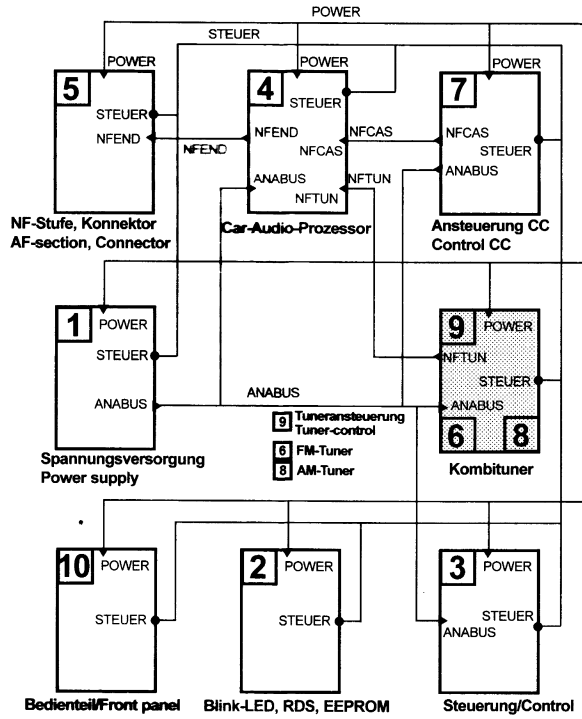 POWER
STEUER
POWER
POWER
POWER
5
4
7
STEUER
STEUER
NFEND
NFEND
NFEND
NFCAS
NFCAS
NFCAS
STEUER
ANABUS
NFTUN
ANABUS
NFTUN
NF-Stufe, Konnektor
AF-section, Connector
Car-Audio-Prozessor
Ansteuerung CC
Control CC
1
POWER
9
POWER
STEUER
NFTUN
STEUER
ANABUS
ANABUS
ANABUS
9 Tuneransteuerung
Tuner-control
6 FM-Tuner
8 AM-Tuner
6
8
Spannungsversorgung
Power supply
Kombituner
10
POWER
2
POWER
3
POWER
STEUER
STEUER
STEUER
ANABUS
Bedienteil/Front panel
Blink-LED, RDS, EEPROM
Steuerung/Control